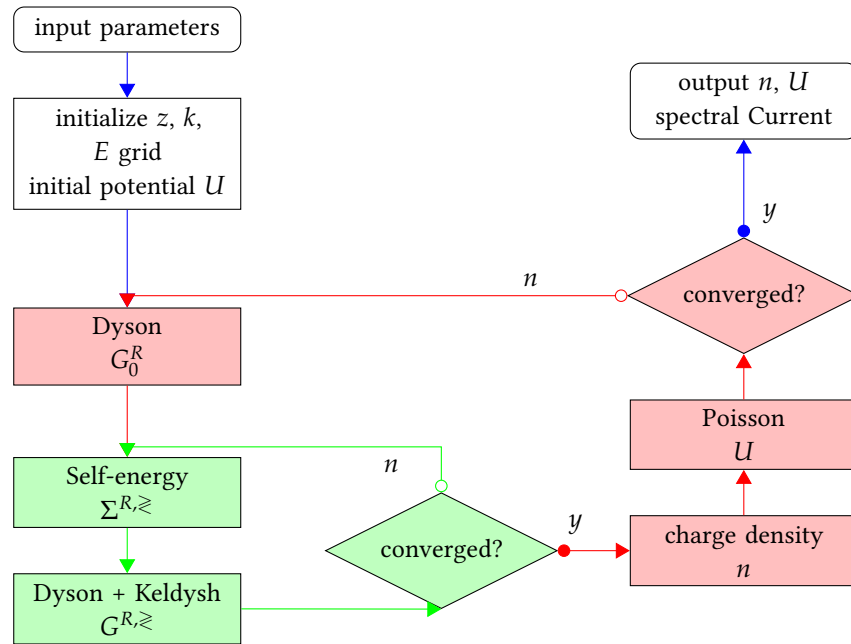 input parameters
initialize z, k,
E grid
initial potential U
output n, U
spectral Current
y
n
converged?
Dyson
G₀ᴿ
Poisson
U
n
Self-energy
Σ^{R,≷}
converged?
y
charge density
n
Dyson + Keldysh
G^{R,≷}